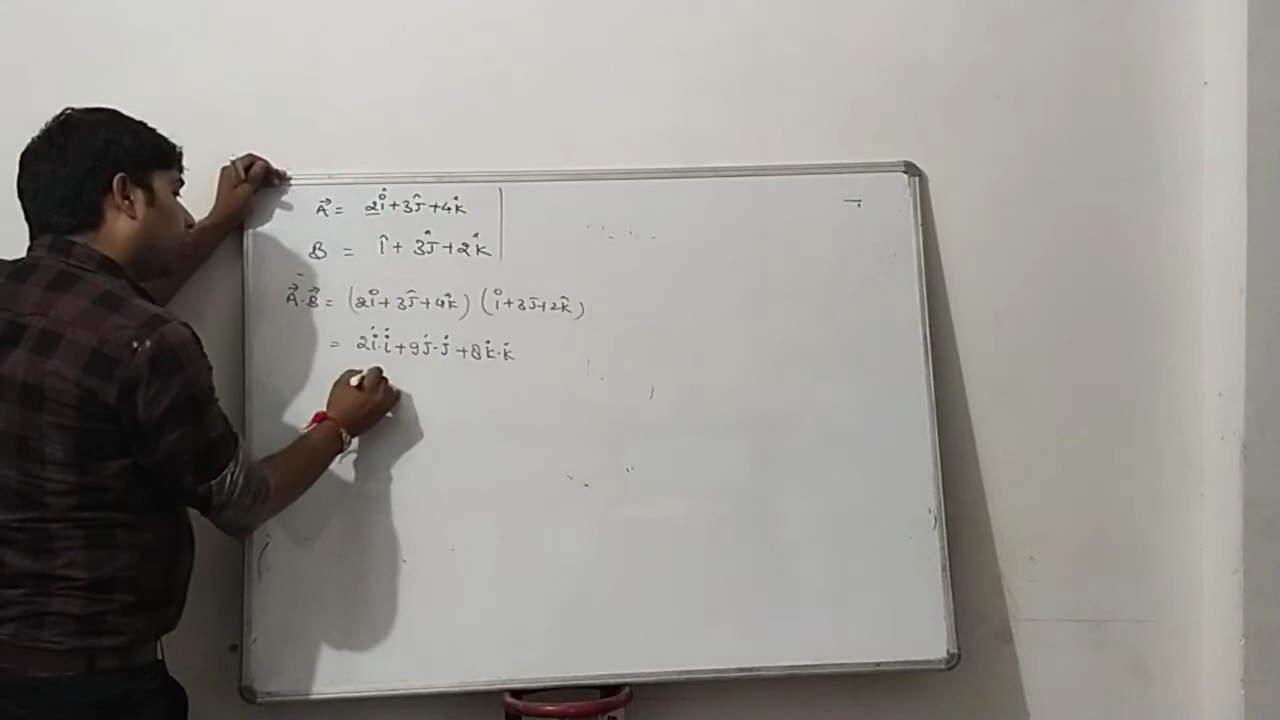 A⃗ = 2î + 3ĵ + 4k̂
B = î + 3ĵ + 2k̂
A⃗·B⃗ = (2î + 3ĵ + 4k̂) (î + 3ĵ + 2k̂)
= 2î·î + 9ĵ·ĵ + 8k̂·k̂